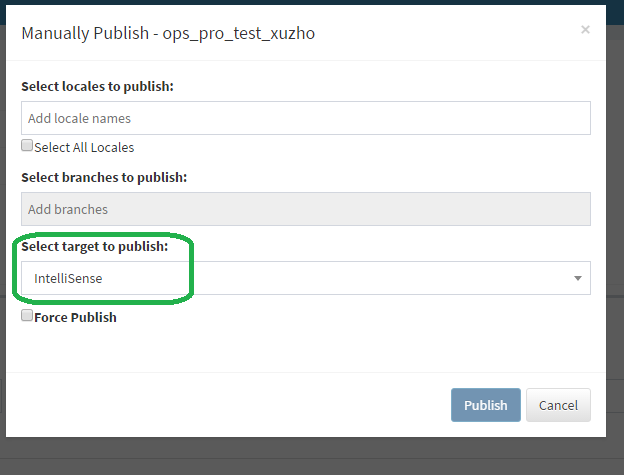 Manually Publish - ops_pro_test_xuzho
×
Select locales to publish:
Add locale names
Select All Locales
Select branches to publish:
Add branches
Select target to publish:
IntelliSense
Force Publish
Publish Cancel